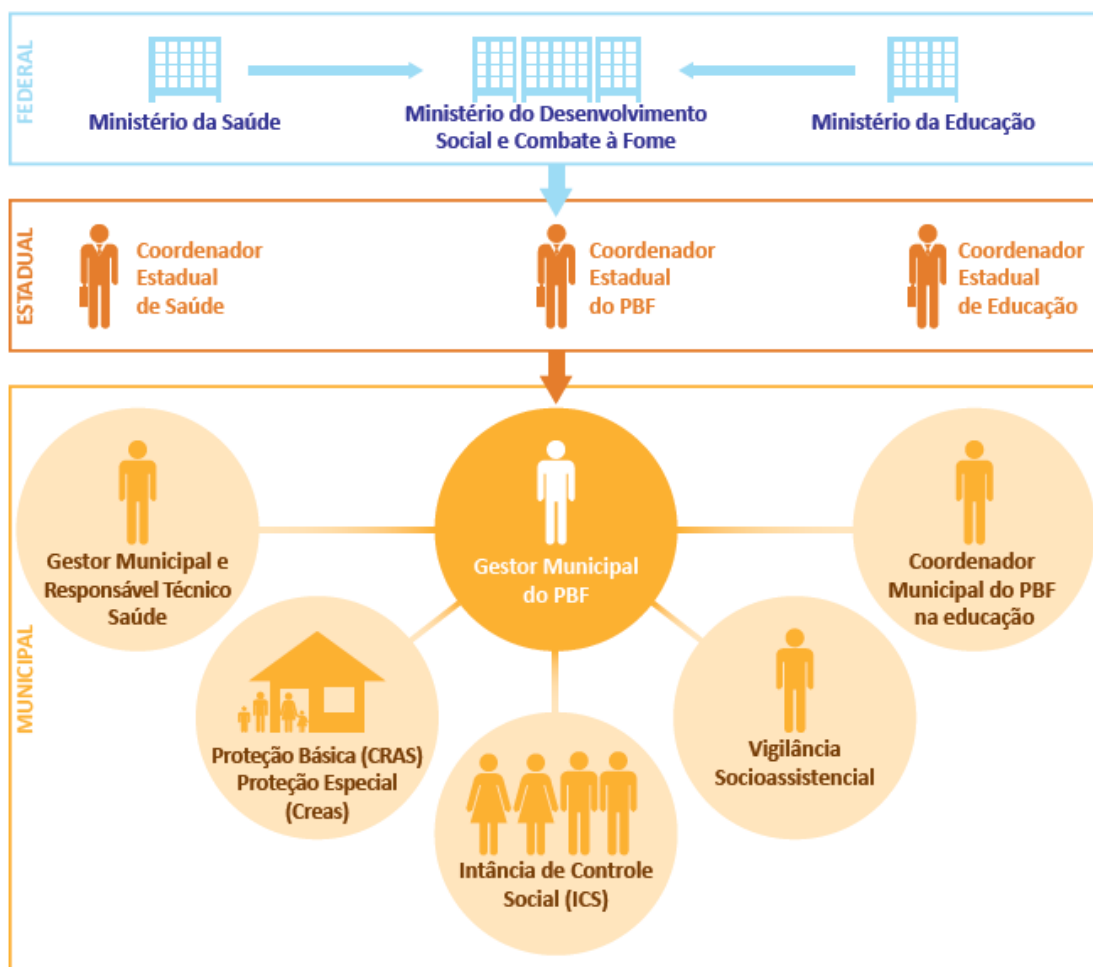 FEDERAL
Ministério da Saúde
Ministério do Desenvolvimento
Social e Combate à Fome
Ministério da Educação
ESTADUAL
Coordenador
Estadual
de Saúde
Coordenador
Estadual
do PBF
Coordenador
Estadual
de Educação
MUNICIPAL
Gestor Municipal e
Responsável Técnico
Saúde
Gestor Municipal
do PBF
Coordenador
Municipal do PBF
na educação
Proteção Básica (CRAS)
Proteção Especial
(Creas)
Intância de Controle
Social (ICS)
Vigilância
Socioassistencial